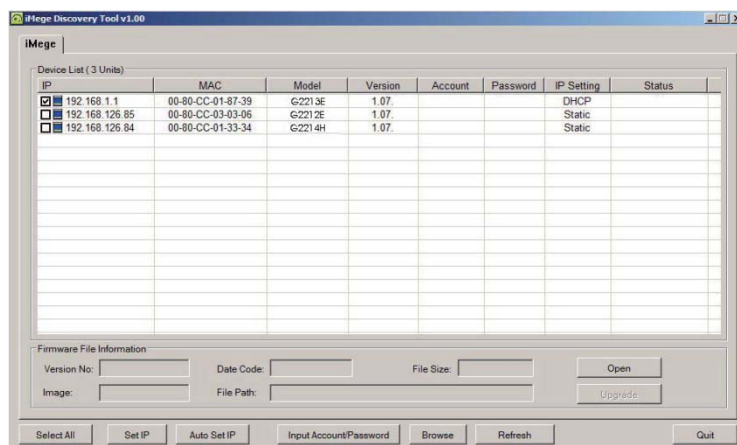 iMege Discovery Tool v1.00
iMege
Device List ( 3 Units)
IP MAC Model Version Account Password IP Setting Status
192.168.1.1 00-80-CC-01-87-39 G2213E 1.07. DHCP
192.168.126.85 00-80-CC-03-03-06 G2212E 1.07. Static
192.168.126.84 00-80-CC-01-33-34 G2214H 1.07. Static
Firmware File Information
Version No: Date Code: File Size: Open
Image: File Path: Upgrade
Select All Set IP Auto Set IP Input Account/Password Browse Refresh Quit